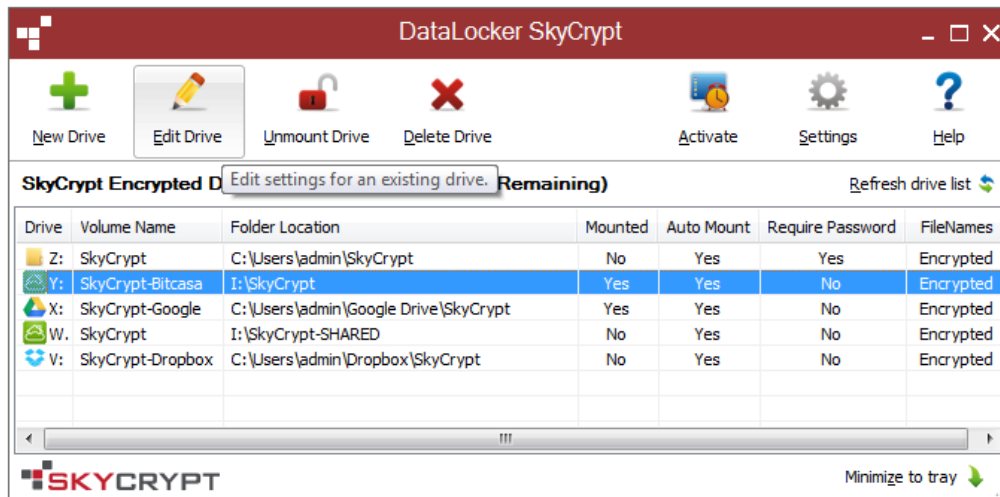 DataLocker SkyCrypt
New Drive Edit Drive Unmount Drive Delete Drive Activate Settings Help
SkyCrypt Encrypted D Edit settings for an existing drive. Remaining) Refresh drive list
Drive Volume Name Folder Location Mounted Auto Mount Require Password FileNames
Z: SkyCrypt C:\Users\admin\SkyCrypt No Yes Yes Encrypted
Y: SkyCrypt-Bitcasa I:\SkyCrypt Yes Yes No Encrypted
X: SkyCrypt-Google C:\Users\admin\Google Drive\SkyCrypt Yes Yes No Encrypted
W. SkyCrypt I:\SkyCrypt-SHARED No Yes No Encrypted
V: SkyCrypt-Dropbox C:\Users\admin\Dropbox\SkyCrypt No Yes No Encrypted
SKYCRYPT Minimize to tray